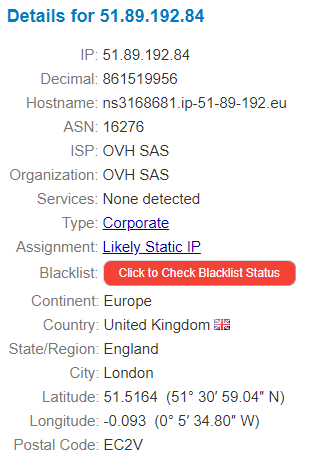 Details for 51.89.192.84
IP: 51.89.192.84
Decimal: 861519956
Hostname: ns3168681.ip-51-89-192.eu
ASN: 16276
ISP: OVH SAS
Organization: OVH SAS
Services: None detected
Type: Corporate
Assignment: Likely Static IP
Blacklist: Click to Check Blacklist Status
Continent: Europe
Country: United Kingdom
State/Region: England
City: London
Latitude: 51.5164 (51° 30′ 59.04″ N)
Longitude: -0.093 (0° 5′ 34.80″ W)
Postal Code: EC2V